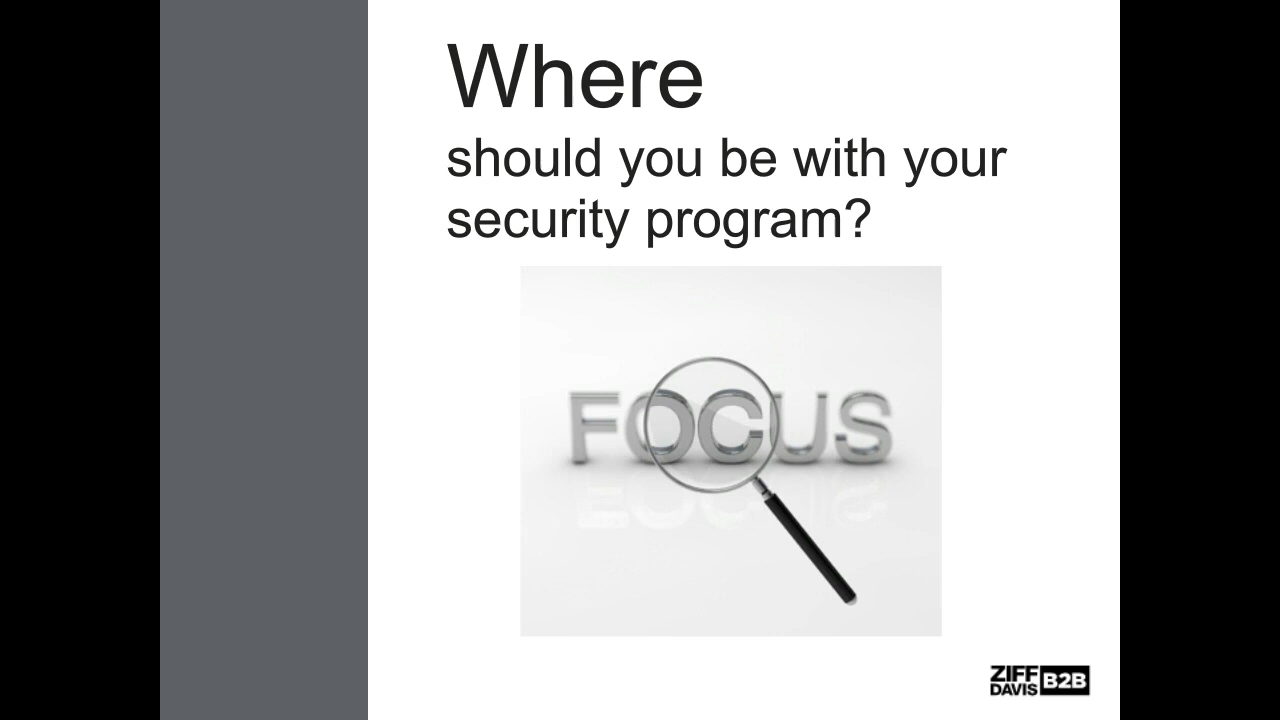 Where
should you be with your
security program?
FOCUS
ZIFF
DAVIS B2B